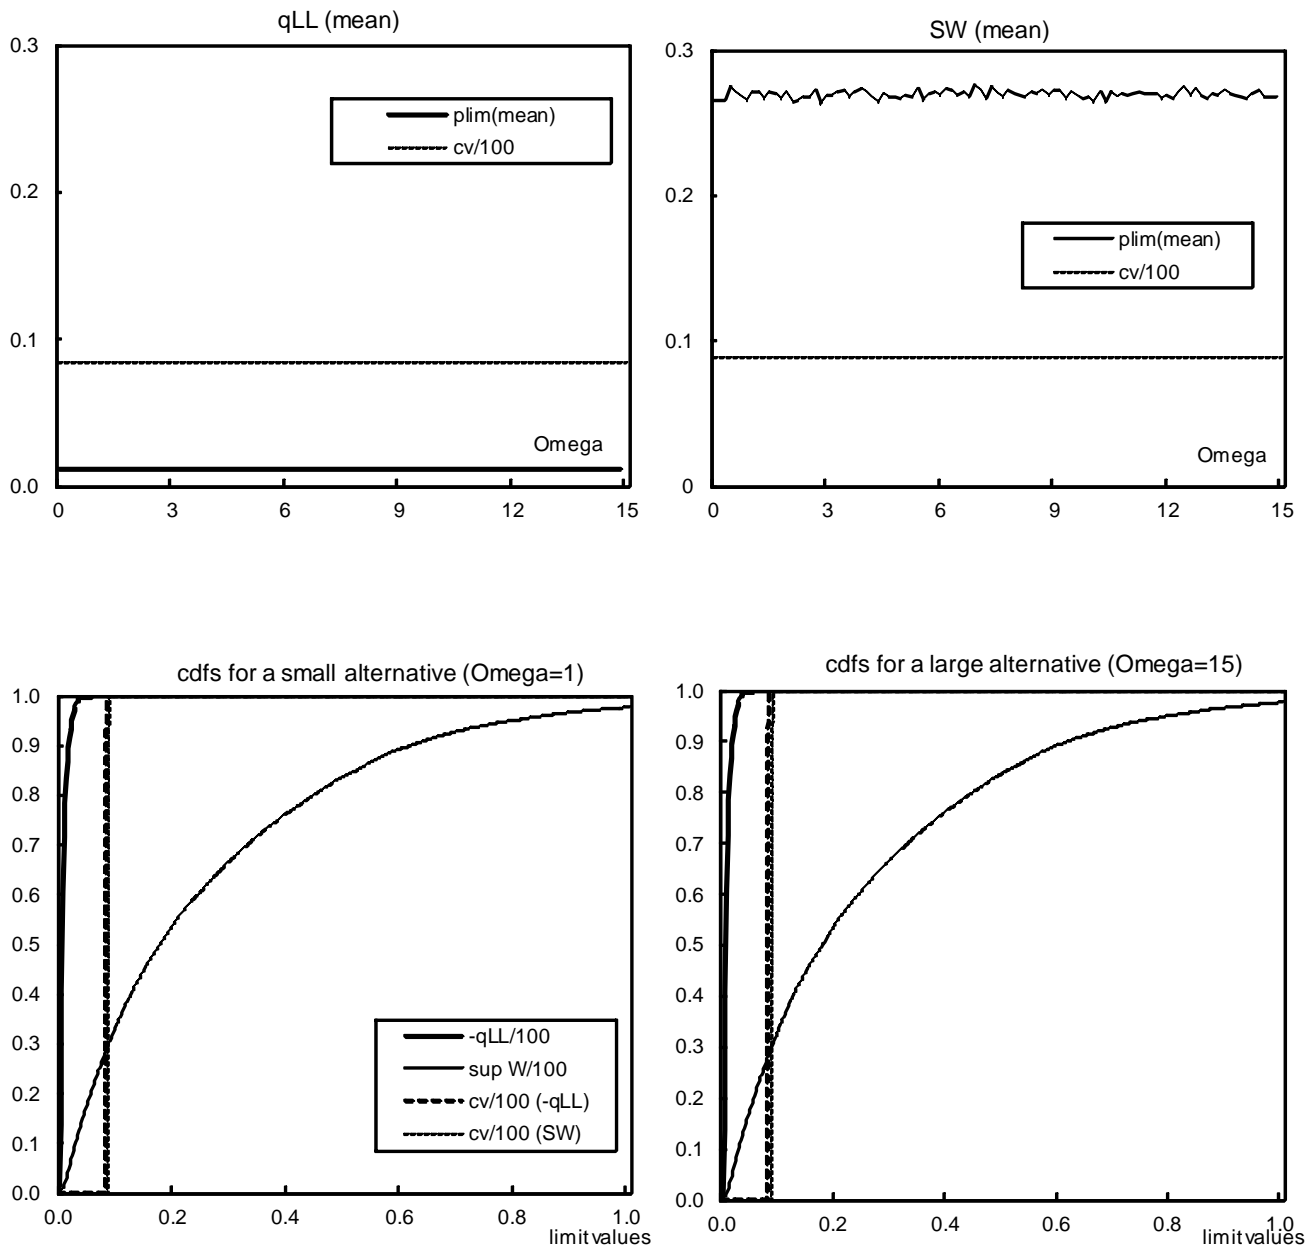 qLL (mean)
0.3
0.2
0.1
0.0
plim(mean)
cv/100
Omega
0 3 6 9 12 15
SW (mean)
0.3
0.2
0.1
0
plim(mean)
cv/100
Omega
0 3 6 9 12 15
cdfs for a small alternative (Omega=1)
1.0
0.9
0.8
0.7
0.6
0.5
0.4
0.3
0.2
0.1
0.0
-qLL/100
sup W/100
cv/100 (-qLL)
cv/100 (SW)
0.0 0.2 0.4 0.6 0.8 1.0
limit values
cdfs for a large alternative (Omega=15)
1.0
0.9
0.8
0.7
0.6
0.5
0.4
0.3
0.2
0.1
0.0
0.0 0.2 0.4 0.6 0.8 1.0
limit values